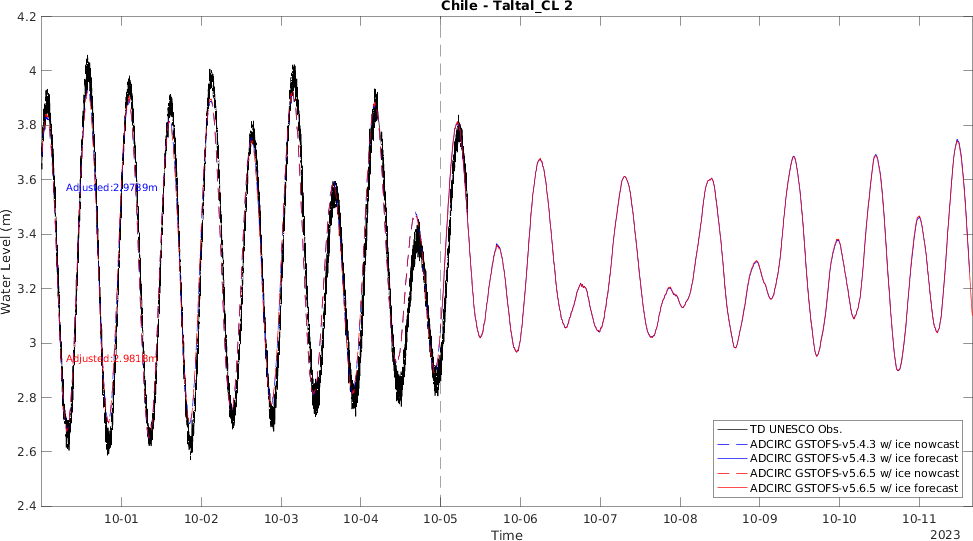 Chile - Taltal_CL 2
Water Level (m)
4.2
4
3.8
3.6
3.4
3.2
3
2.8
2.6
2.4
Adjusted:2.9789m
Adjusted:2.9813m
TD UNESCO Obs.
ADCIRC GSTOFS-v5.4.3 w/ ice nowcast
ADCIRC GSTOFS-v5.4.3 w/ ice forecast
ADCIRC GSTOFS-v5.6.5 w/ ice nowcast
ADCIRC GSTOFS-v5.6.5 w/ ice forecast
10-01 10-02 10-03 10-04 10-05 10-06 10-07 10-08 10-09 10-10 10-11
2023
Time